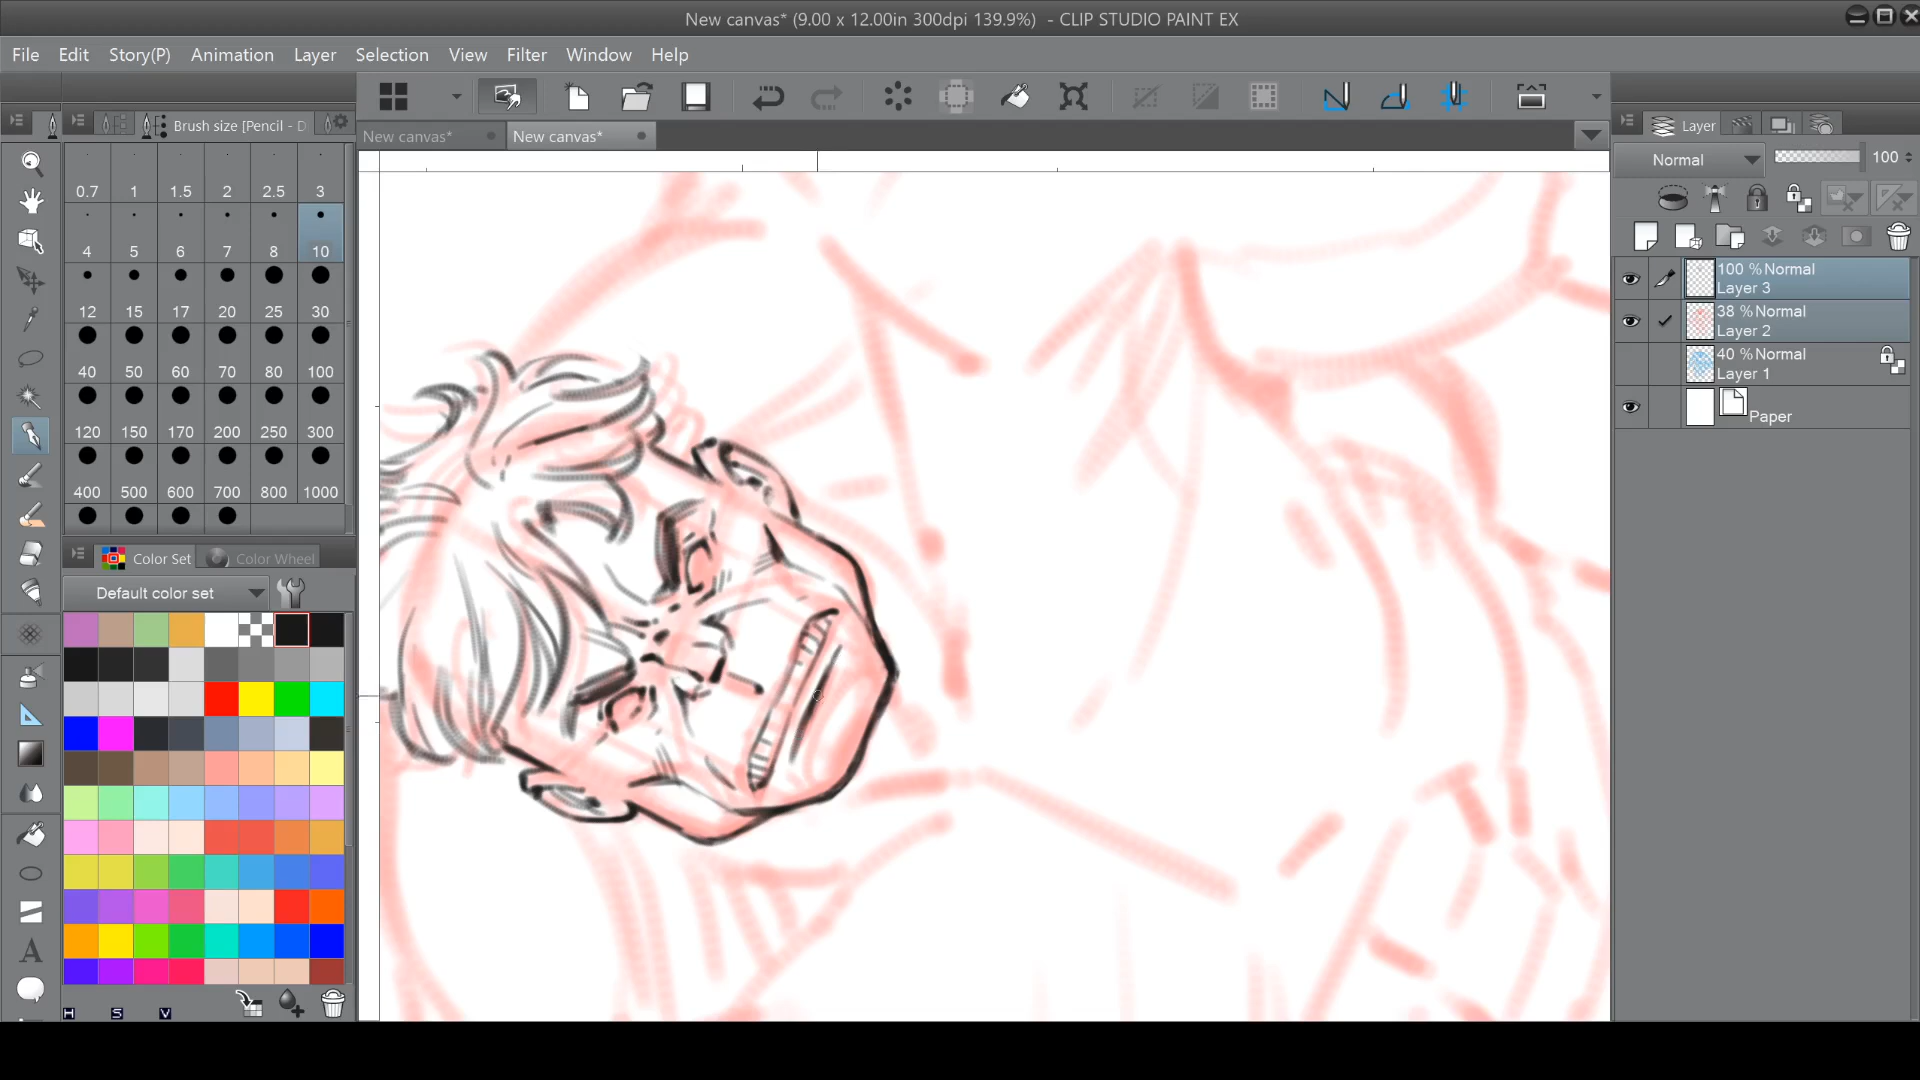 New canvas* (9.00 x 12.00in 300dpi 139.9%)  - CLIP STUDIO PAINT EX
File Edit Story(P) Animation Layer Selection View Filter Window Help
Brush size [Pencil - D
New canvas* New canvas*
Layer
Normal 100
0.7 1 1.5 2 2.5 3
4 5 6 7 8 10
12 15 17 20 25 30
40 50 60 70 80 100
120 150 170 200 250 300
400 500 600 700 800 1000
100 %Normal
Layer 3
38 %Normal
Layer 2
40 %Normal
Layer 1
Paper
Color Set Color Wheel
Default color set
A
H S V